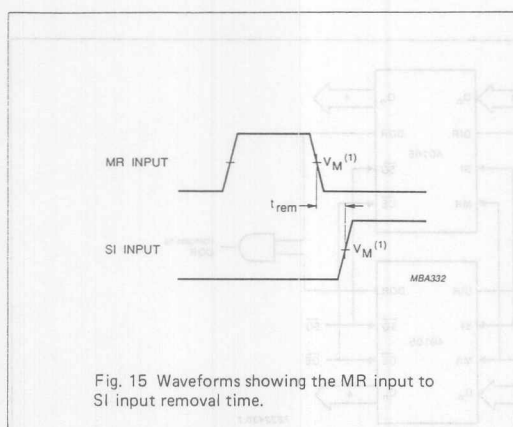 MR INPUT
V_M(1)
t_rem
SI INPUT
V_M(1)
MBA332
Fig. 15 Waveforms showing the MR input to
SI input removal time.